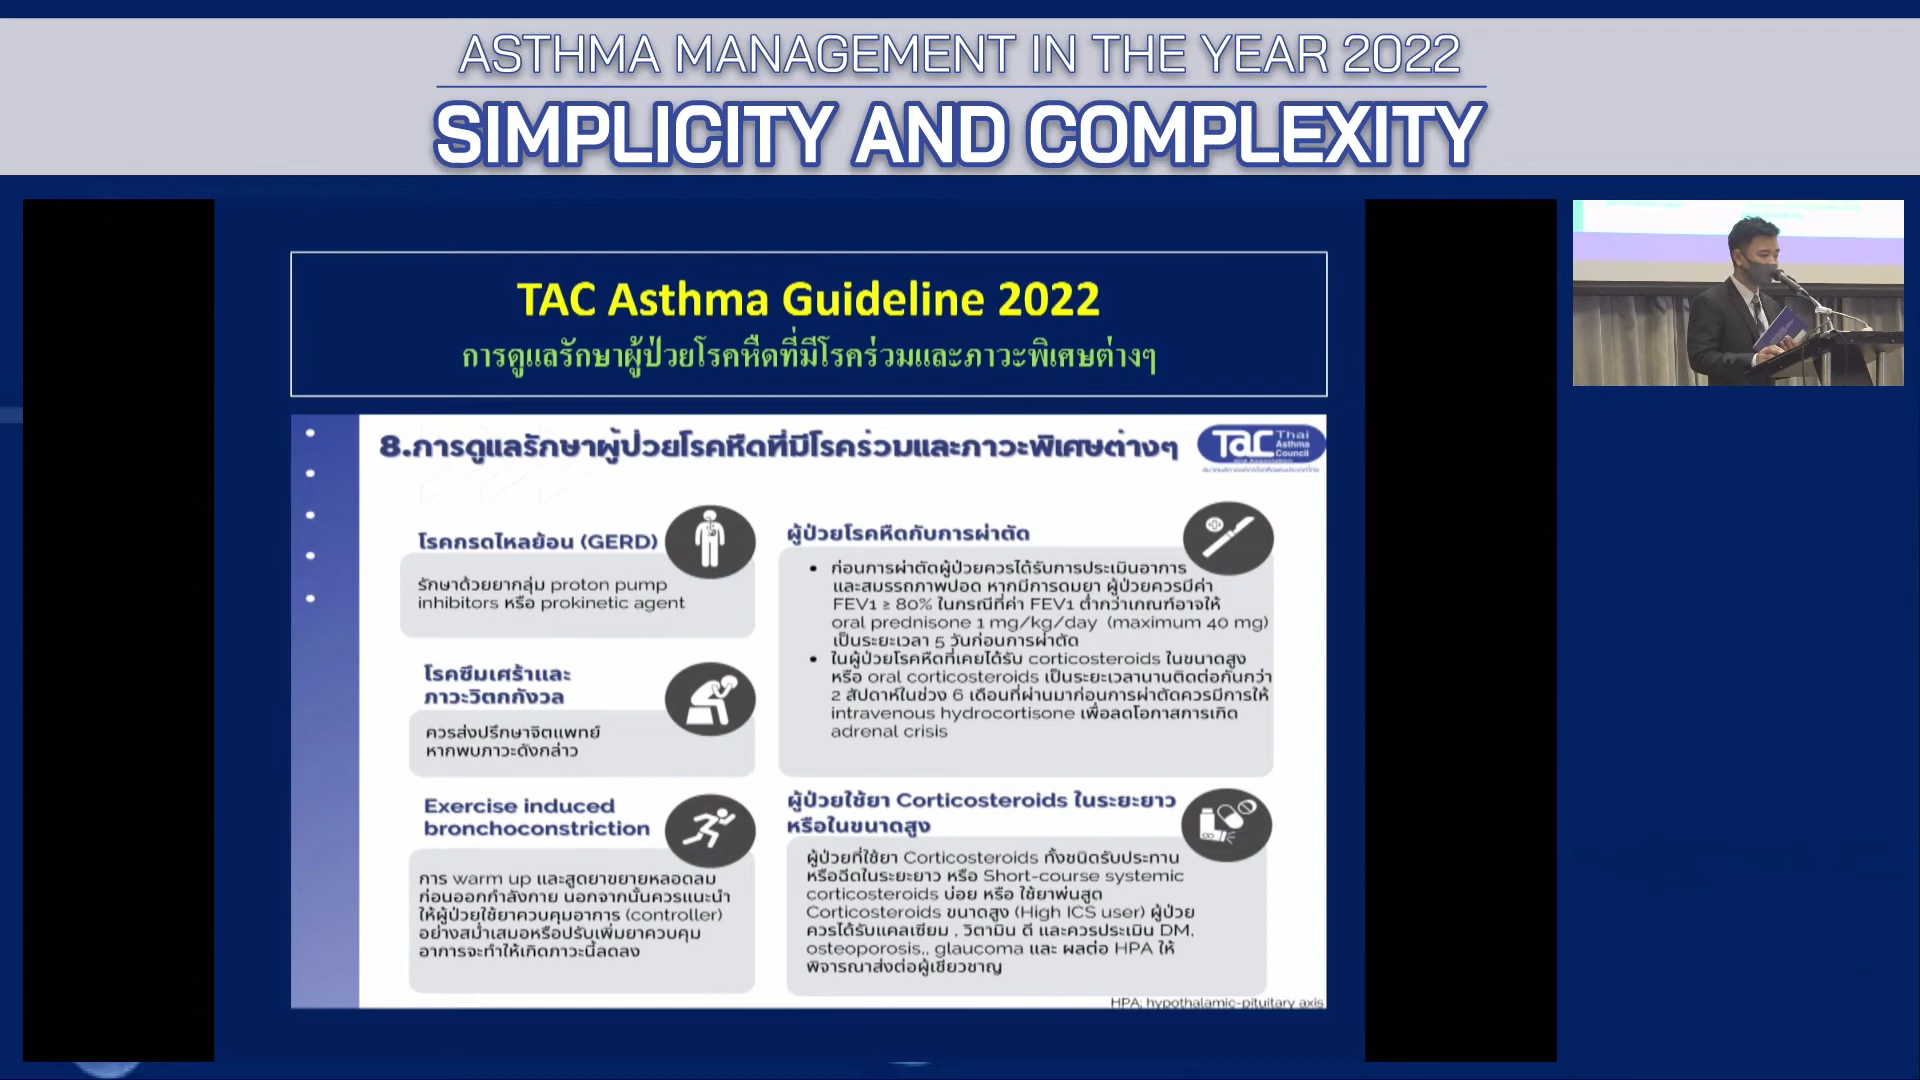 ASTHMA MANAGEMENT IN THE YEAR 2022
SIMPLICITY AND COMPLEXITY
TAC Asthma Guideline 2022
การดูแลรักษาผู้ป่วยโรคหืดที่มีโรคร่วมและภาวะพิเศษต่างๆ
8.การดูแลรักษาผู้ป่วยโรคหืดที่มีโรคร่วมและภาวะพิเศษต่างๆ
TAC Thai
Asthma
Council
and Association
โรคกรดไหลย้อน (GERD)
รักษาด้วยยากลุ่ม proton pump
inhibitors หรือ prokinetic agent
โรคซึมเศร้าและ
ภาวะวิตกกังวล
ควรส่งปรึกษาจิตแพทย์
หากพบภาวะดังกล่าว
Exercise induced
bronchoconstriction
การ warm up และสูดยาขยายหลอดลม
ก่อนออกกำลังกาย นอกจากนั้นควรแนะนำ
ให้ผู้ป่วยใช้ยาควบคุมอาการ (controller)
อย่างสม่ำเสมอหรือปรับเพิ่มยาควบคุม
อาการจะทำให้เกิดภาวะนี้ลดลง
ผู้ป่วยโรคหืดกับการผ่าตัด
• ก่อนการผ่าตัดผู้ป่วยควรได้รับการประเมินอาการ
และสมรรถภาพปอด หากมีการดมยา ผู้ป่วยควรมีค่า
FEV1 ≥ 80% ในกรณีที่ค่า FEV1 ต่ำกว่าเกณฑ์อาจให้
oral prednisone 1 mg/kg/day (maximum 40 mg)
เป็นระยะเวลา 5 วันก่อนการผ่าตัด
• ในผู้ป่วยโรคหืดที่เคยได้รับ corticosteroids ในขนาดสูง
หรือ oral corticosteroids เป็นระยะเวลานานติดต่อกันกว่า
2 สัปดาห์ในช่วง 6 เดือนที่ผ่านมาก่อนการผ่าตัดควรมีการให้
intravenous hydrocortisone เพื่อลดโอกาสการเกิด
adrenal crisis
ผู้ป่วยใช้ยา Corticosteroids ในระยะยาว
หรือในขนาดสูง
ผู้ป่วยที่ใช้ยา Corticosteroids ทั้งชนิดรับประทาน
หรือฉีดในระยะยาว หรือ Short-course systemic
corticosteroids บ่อย หรือ ใช้ยาพ่นสูด
Corticosteroids ขนาดสูง (High ICS user) ผู้ป่วย
ควรได้รับแคลเซียม , วิตามิน ดี และควรประเมิน DM,
osteoporosis,, glaucoma และ ผลต่อ HPA ให้
พิจารณาส่งต่อผู้เชี่ยวชาญ
HPA; hypothalamic-pituitary axis